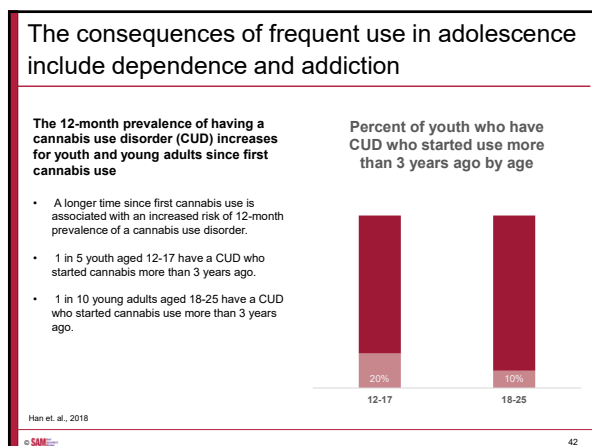 The consequences of frequent use in adolescence
include dependence and addiction
The 12-month prevalence of having a
cannabis use disorder (CUD) increases
for youth and young adults since first
cannabis use
• A longer time since first cannabis use is
associated with an increased risk of 12-month
prevalence of a cannabis use disorder.
• 1 in 5 youth aged 12-17 have a CUD who
started cannabis more than 3 years ago.
• 1 in 10 young adults aged 18-25 have a CUD
who started cannabis use more than 3 years
ago.
Percent of youth who have
CUD who started use more
than 3 years ago by age
20%
10%
12-17
18-25
Han et. al., 2018
© SAM
42